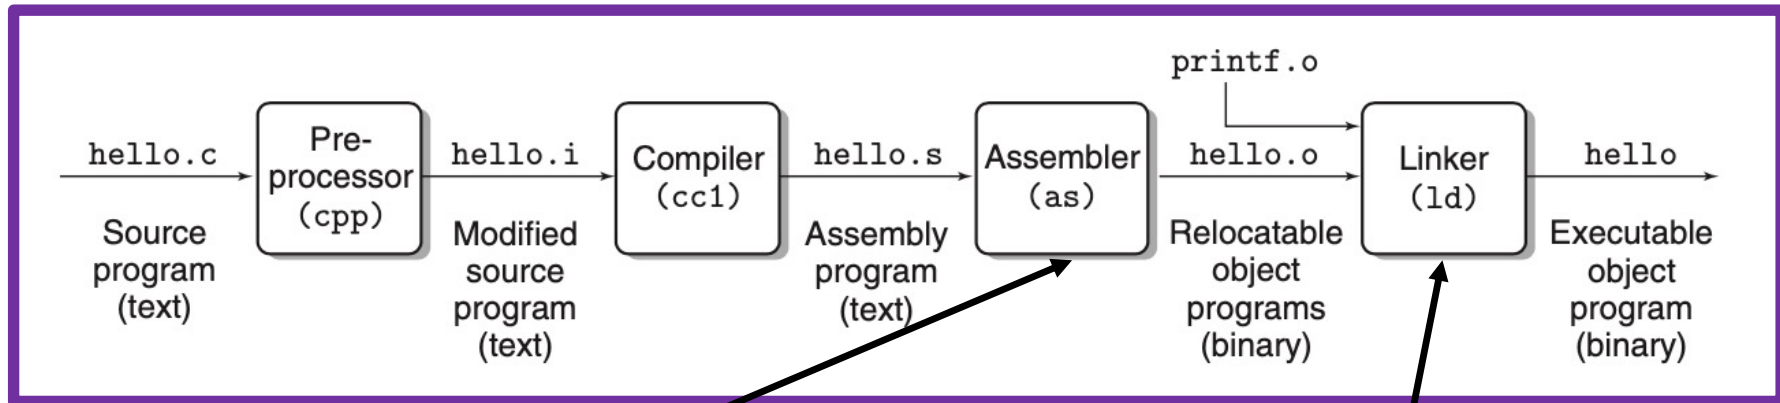 printf.o
hello.c
Pre-
processor
(cpp)
hello.i
Compiler
(cc1)
hello.s
Assembler
(as)
hello.o
Linker
(ld)
hello
Source
program
(text)
Modified
source
program
(text)
Assembly
program
(text)
Relocatable
object
programs
(binary)
Executable
object
program
(binary)